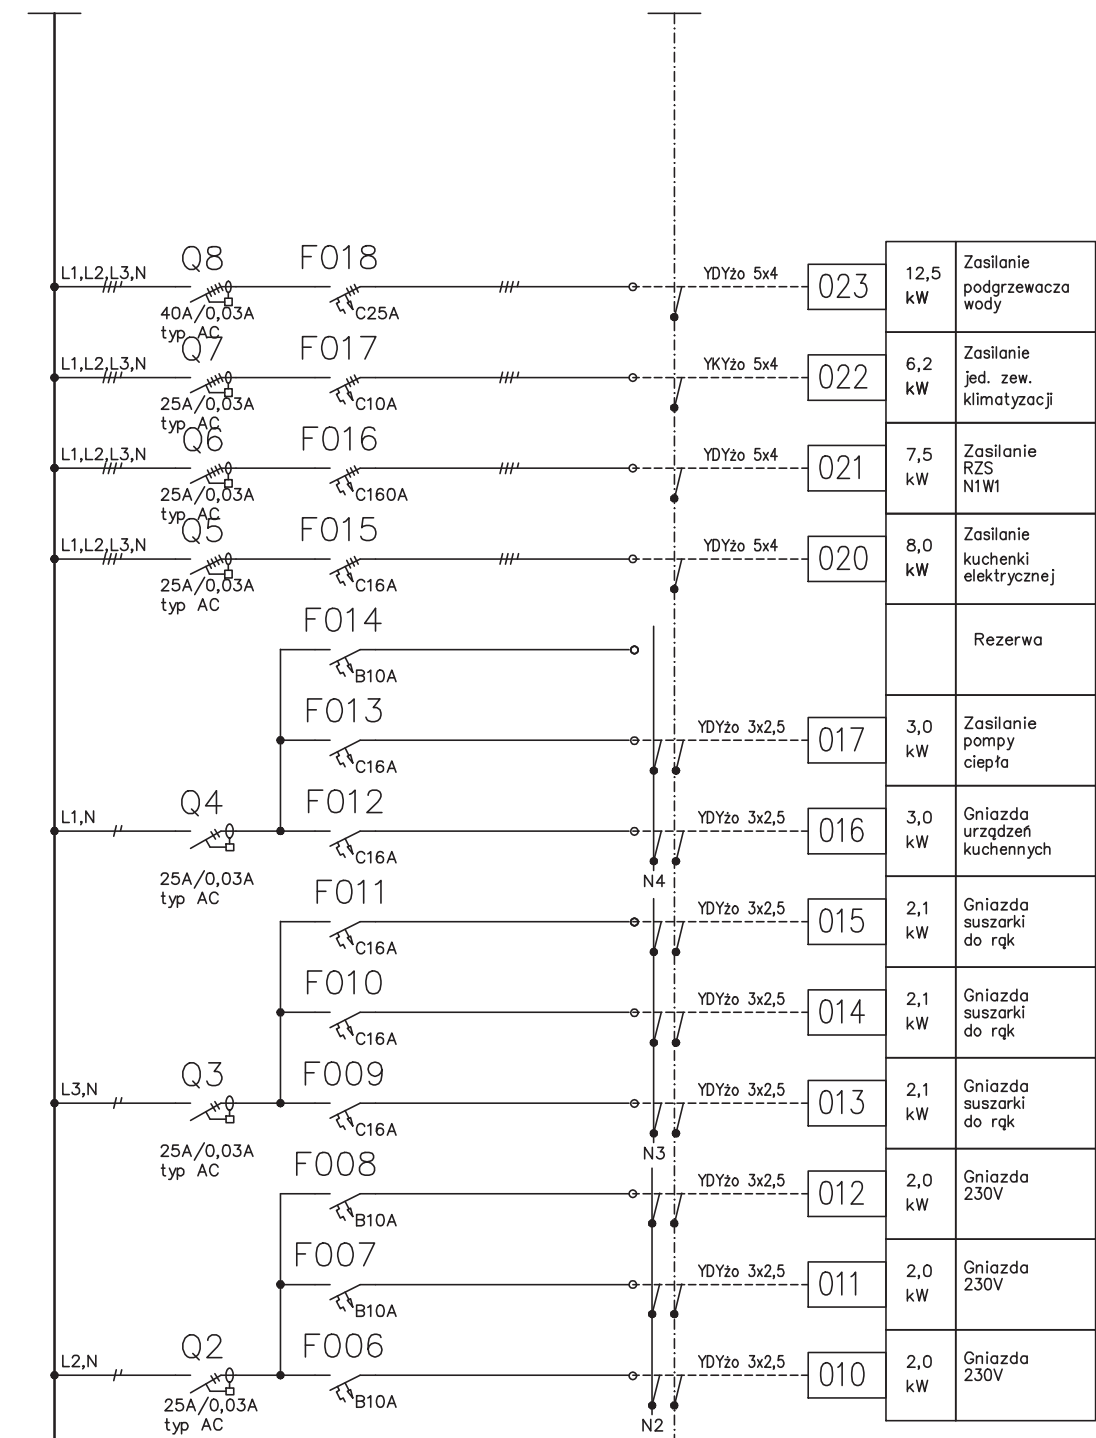 Q8 F018
L1,L2,L3,N YDYżo 5x4 023 12,5 kW Zasilanie podgrzewacza wody
40A/0,03A C25A
typ AC
Q7 F017
L1,L2,L3,N YKYżo 5x4 022 6,2 kW Zasilanie jed. zew. klimatyzacji
25A/0,03A C10A
typ AC
Q6 F016
L1,L2,L3,N YDYżo 5x4 021 7,5 kW Zasilanie RZS N1W1
25A/0,03A C160A
typ AC
Q5 F015
L1,L2,L3,N YDYżo 5x4 020 8,0 kW Zasilanie kuchenki elektrycznej
25A/0,03A C16A
typ AC
F014
B10A Rezerwa
F013
YDYżo 3x2,5 017 3,0 kW Zasilanie pompy ciepła
C16A
Q4 F012
L1,N YDYżo 3x2,5 016 3,0 kW Gniazda urządzeń kuchennych
C16A
25A/0,03A N4
typ AC
F011
YDYżo 3x2,5 015 2,1 kW Gniazda suszarki do rąk
C16A
F010
YDYżo 3x2,5 014 2,1 kW Gniazda suszarki do rąk
C16A
Q3 F009
L3,N YDYżo 3x2,5 013 2,1 kW Gniazda suszarki do rąk
C16A
25A/0,03A N3
typ AC
F008
YDYżo 3x2,5 012 2,0 kW Gniazda 230V
B10A
F007
YDYżo 3x2,5 011 2,0 kW Gniazda 230V
B10A
Q2 F006
L2,N YDYżo 3x2,5 010 2,0 kW Gniazda 230V
25A/0,03A B10A
typ AC N2